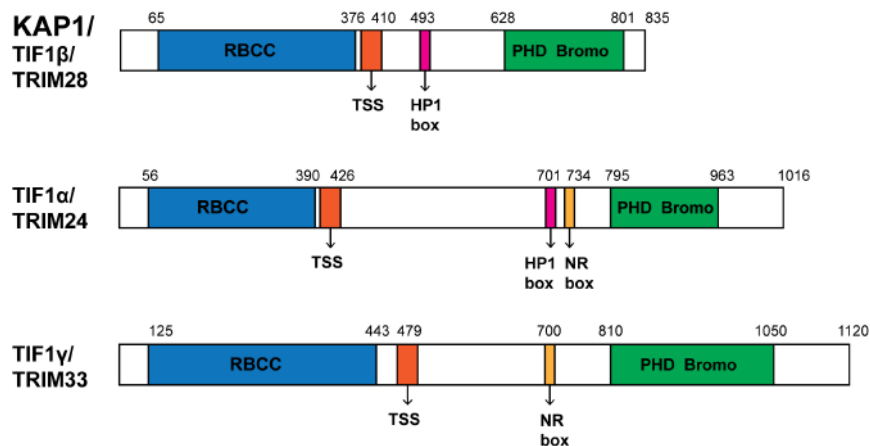 KAP1/
TIF1β/
TRIM28
65 376 410 493 628 801 835
RBCC
PHD Bromo
TSS
HP1
box
TIF1α/
TRIM24
56 390 426 701 734 795 963 1016
RBCC
PHD Bromo
TSS
HP1
box
NR
box
TIF1γ/
TRIM33
125 443 479 700 810 1050 1120
RBCC
PHD Bromo
TSS
NR
box